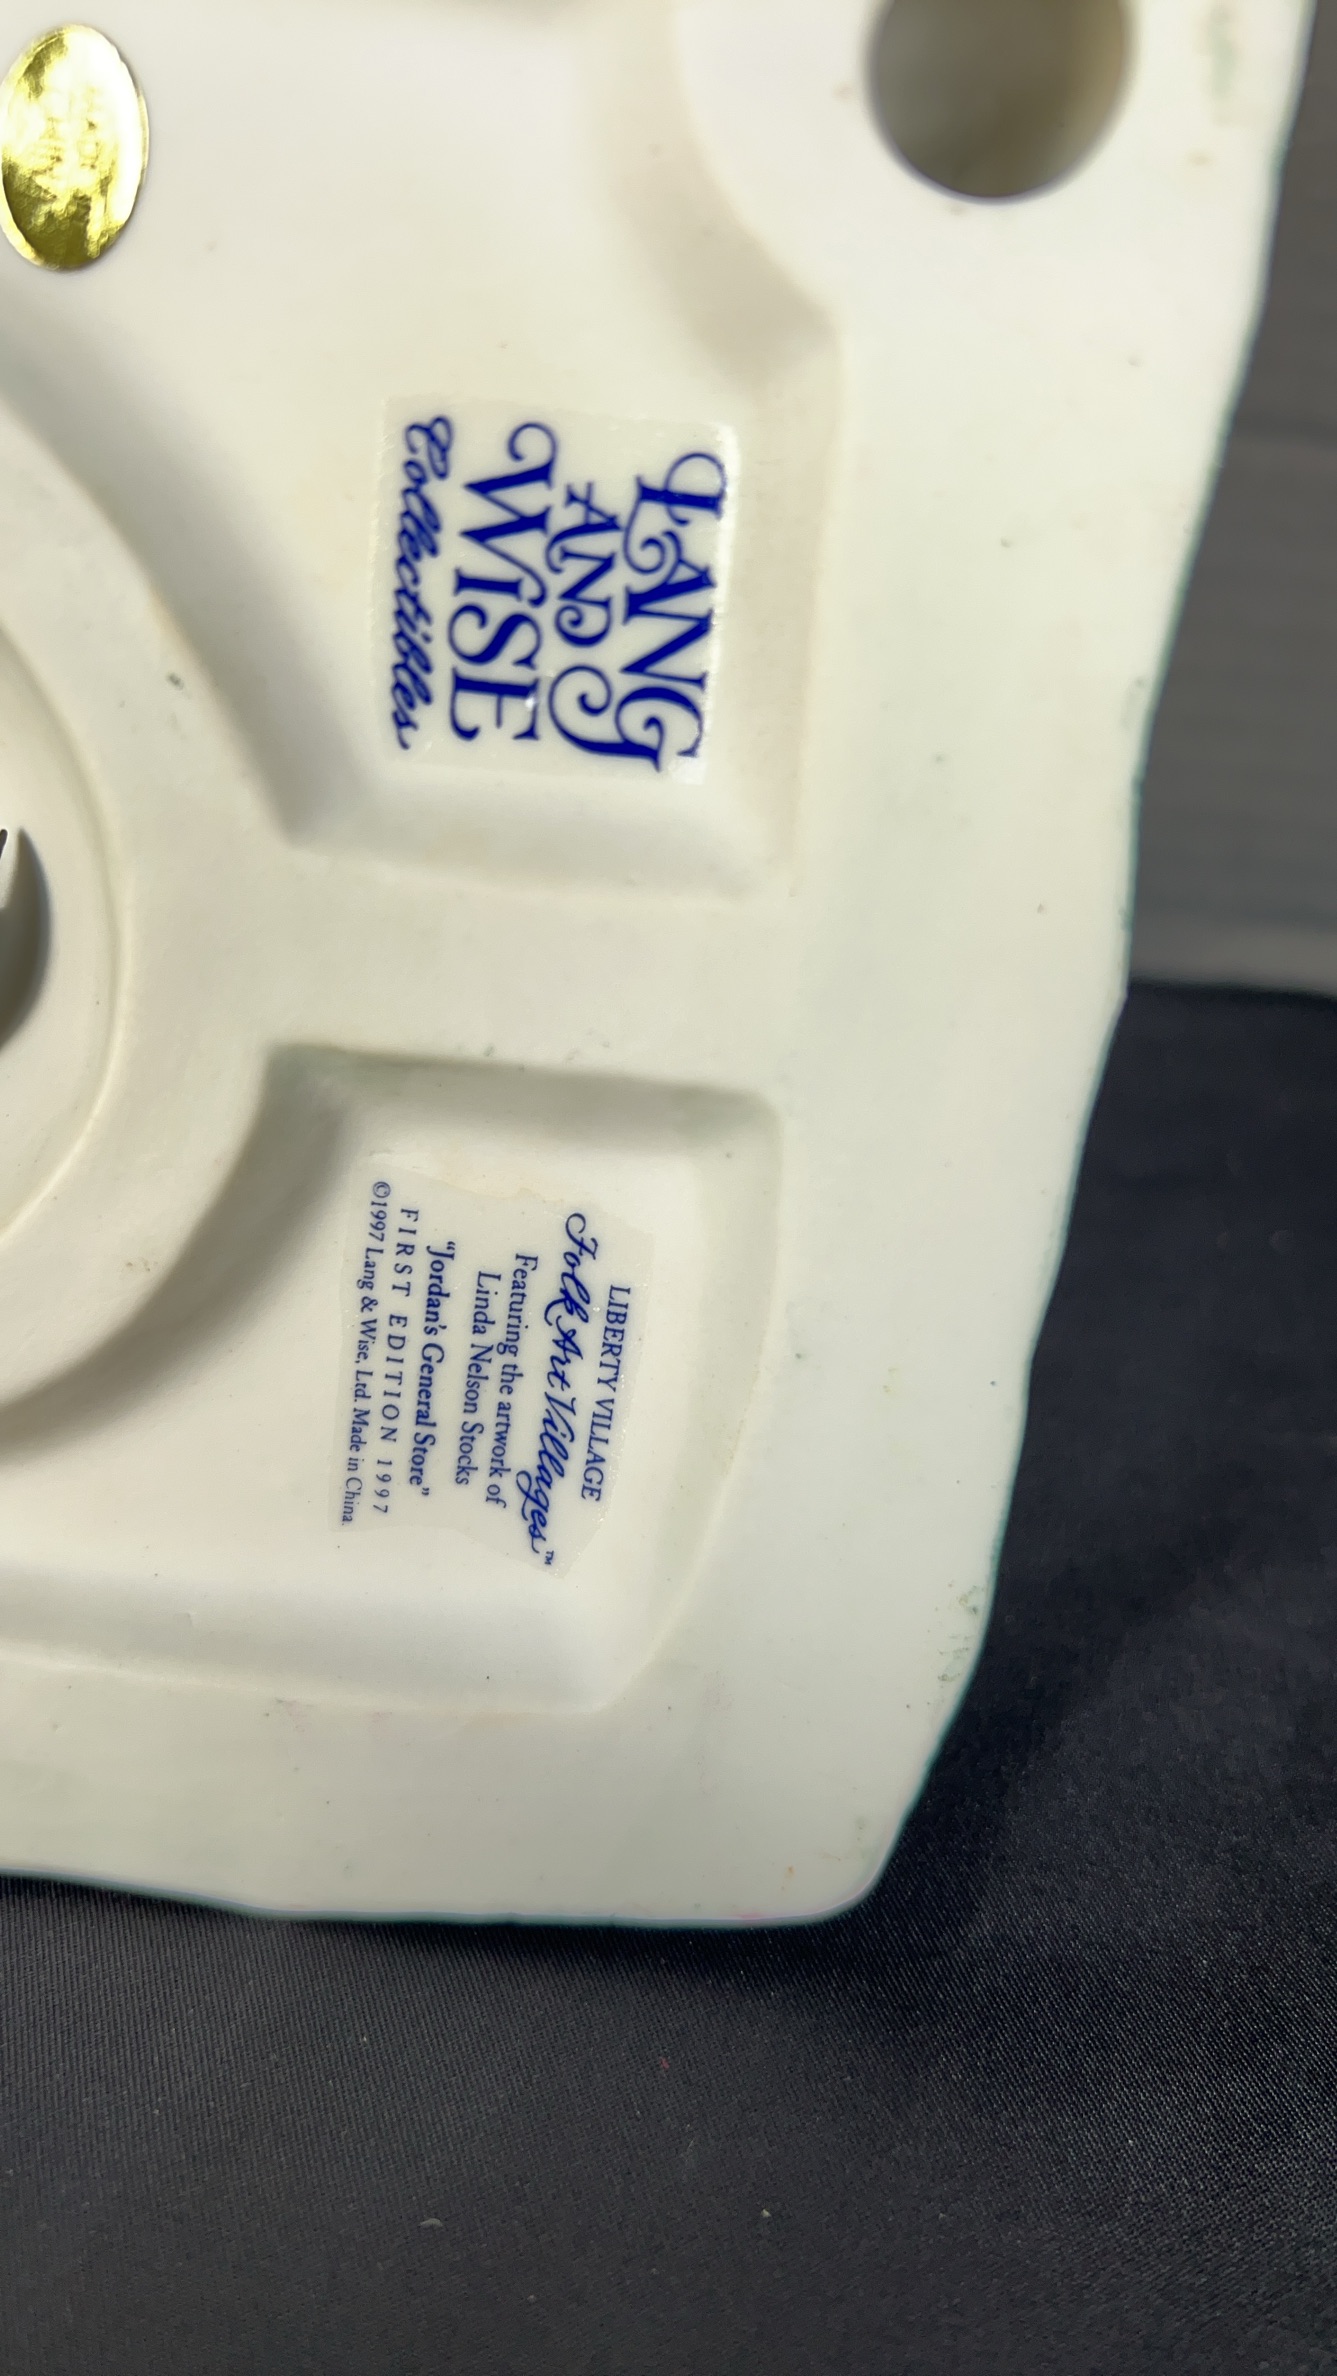 LANG
AND
WISE
Collectibles
LIBERTY VILLAGE
Folk Art Villages™
Featuring the artwork of
Linda Nelson Stocks
“Jordan's General Store”
FIRST EDITION 1997
©1997 Lang & Wise, Ltd. Made in China.